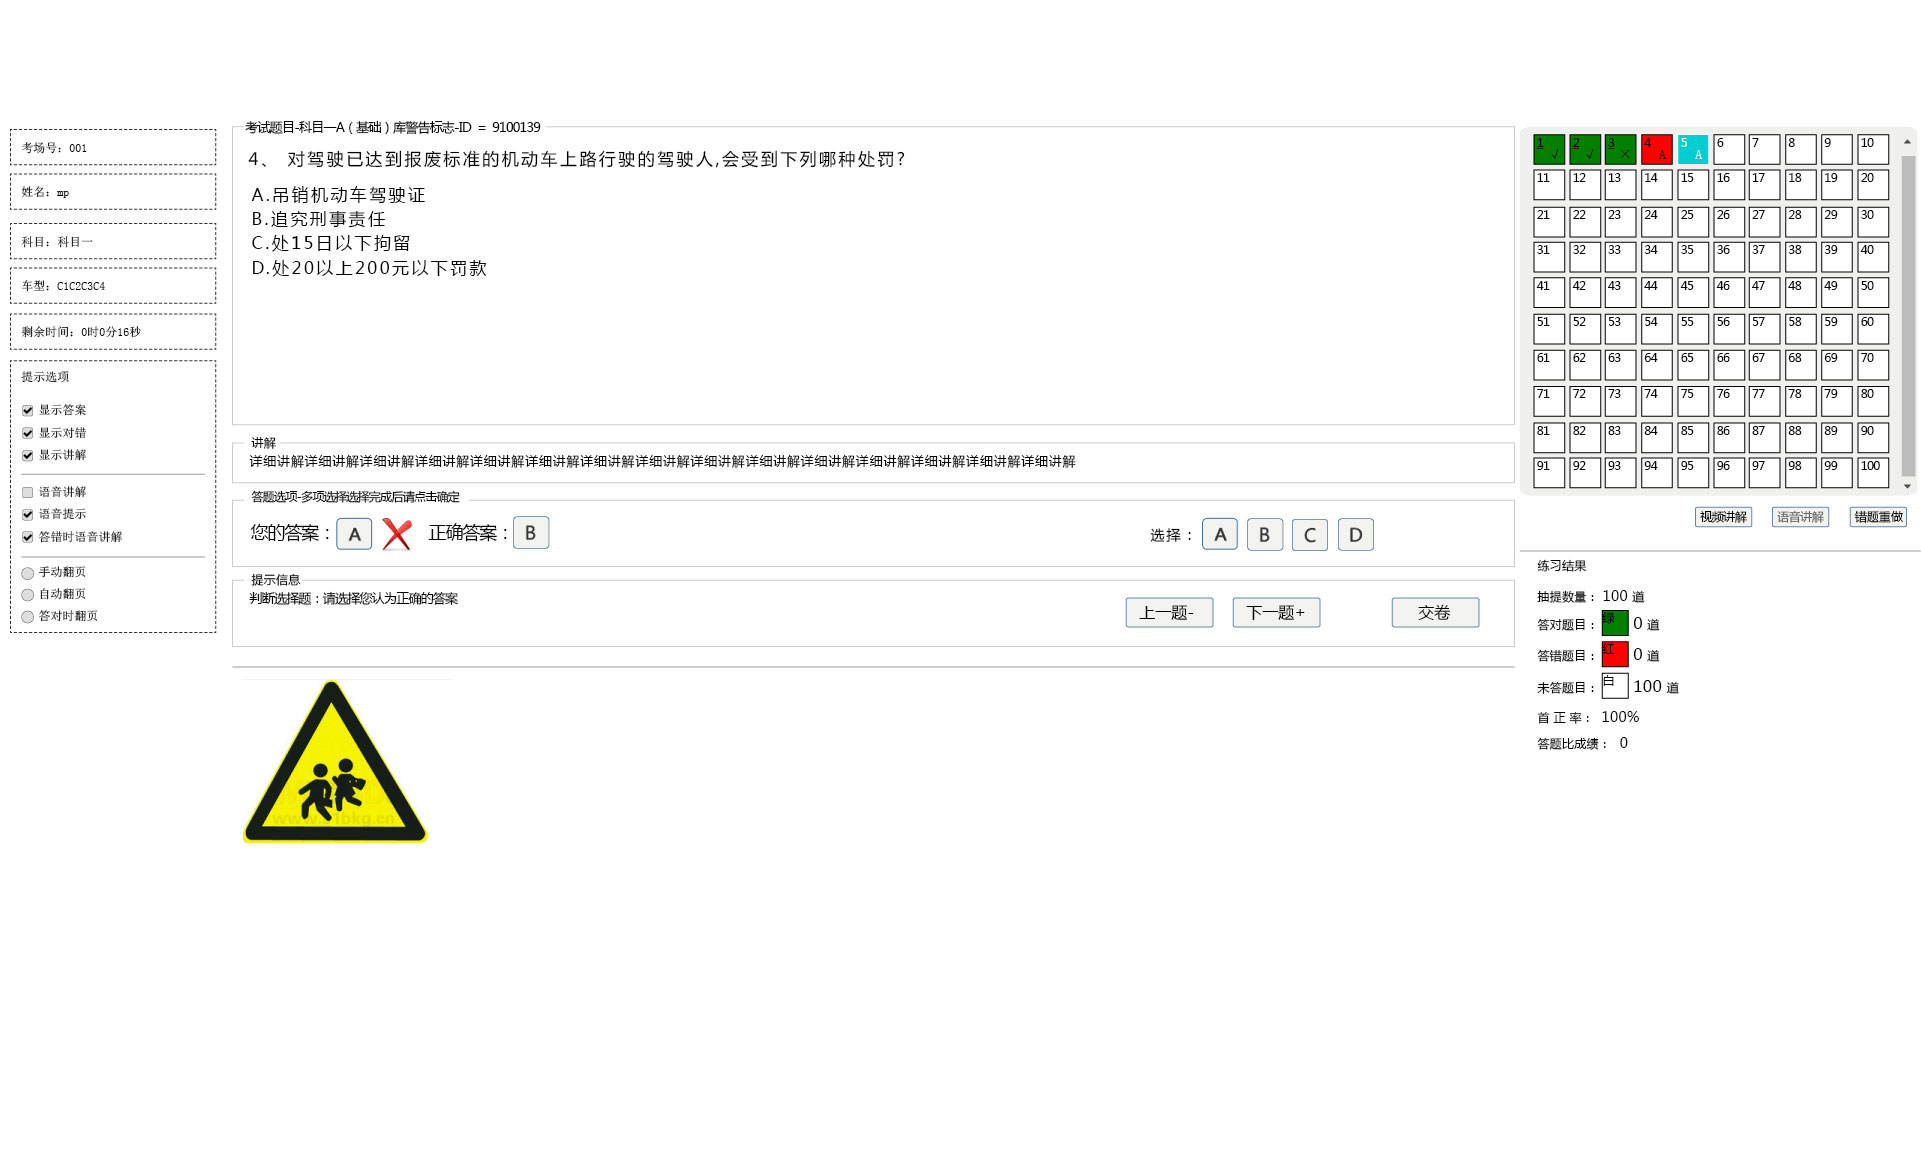 考场号：001
姓名：mp
科目：科目一
车型：C1C2C3C4
剩余时间：0时0分16秒
提示选项
显示答案
显示对错
显示讲解
语音讲解
语音提示
答错时语音讲解
手动翻页
自动翻页
答对时翻页
考试题目-科目一A（基础）库警告标志-ID = 9100139
4、 对驾驶已达到报废标准的机动车上路行驶的驾驶人,会受到下列哪种处罚?
A.吊销机动车驾驶证
B.追究刑事责任
C.处15日以下拘留
D.处20以上200元以下罚款
讲解
详细讲解详细讲解详细讲解详细讲解详细讲解详细讲解详细讲解详细讲解详细讲解详细讲解详细讲解详细讲解详细讲解详细讲解详细讲解
答题选项-多项选择选择完成后请点击确定
您的答案： A 正确答案： B 选择： A B C D
提示信息
判断选择题：请选择您认为正确的答案
上一题- 下一题+ 交卷
1 √ 2 √ 3 × 4 A 5 A 6 7 8 9 10
11 12 13 14 15 16 17 18 19 20
21 22 23 24 25 26 27 28 29 30
31 32 33 34 35 36 37 38 39 40
41 42 43 44 45 46 47 48 49 50
51 52 53 54 55 56 57 58 59 60
61 62 63 64 65 66 67 68 69 70
71 72 73 74 75 76 77 78 79 80
81 82 83 84 85 86 87 88 89 90
91 92 93 94 95 96 97 98 99 100
视频讲解 语音讲解 错题重做
练习结果
抽提数量： 100 道
答对题目： 绿 0 道
答错题目： 红 0 道
未答题目： 白 100 道
首 正 率： 100%
答题比成绩： 0